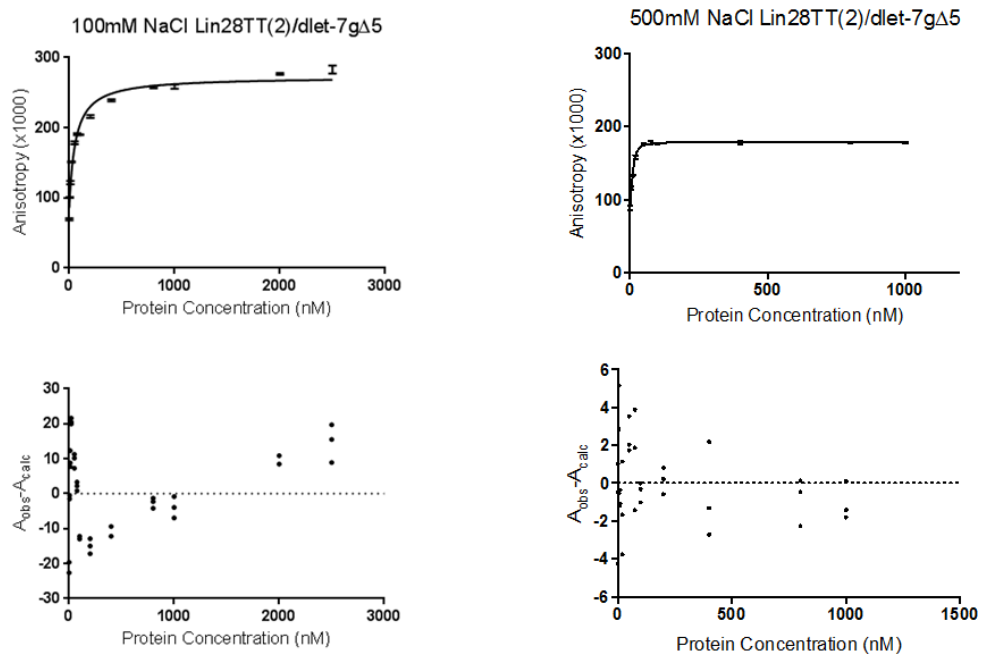 100mM NaCl Lin28TT(2)/dlet-7gΔ5
300
200
100
0
Anisotropy (x1000)
0 1000 2000 3000
Protein Concentration (nM)
500mM NaCl Lin28TT(2)/dlet-7gΔ5
300
200
100
0
Anisotropy (x1000)
0 500 1000
Protein Concentration (nM)
30
20
10
0
-10
-20
-30
Aobs-Acalc
0 1000 2000 3000
Protein Concentration (nM)
6
4
2
0
-2
-4
-6
Aobs-Acalc
0 500 1000 1500
Protein Concentration (nM)